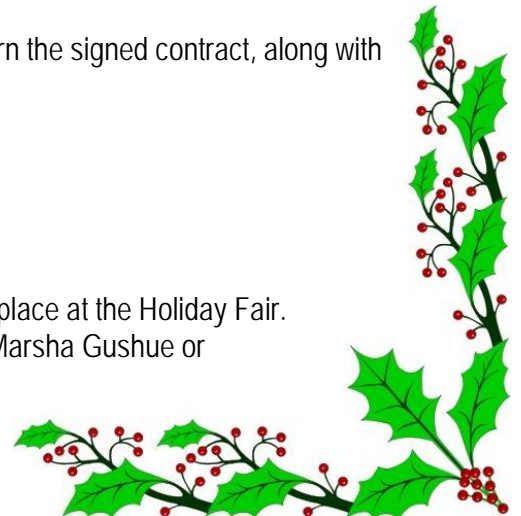 rn the signed contract, along with
place at the Holiday Fair.
Marsha Gushue or